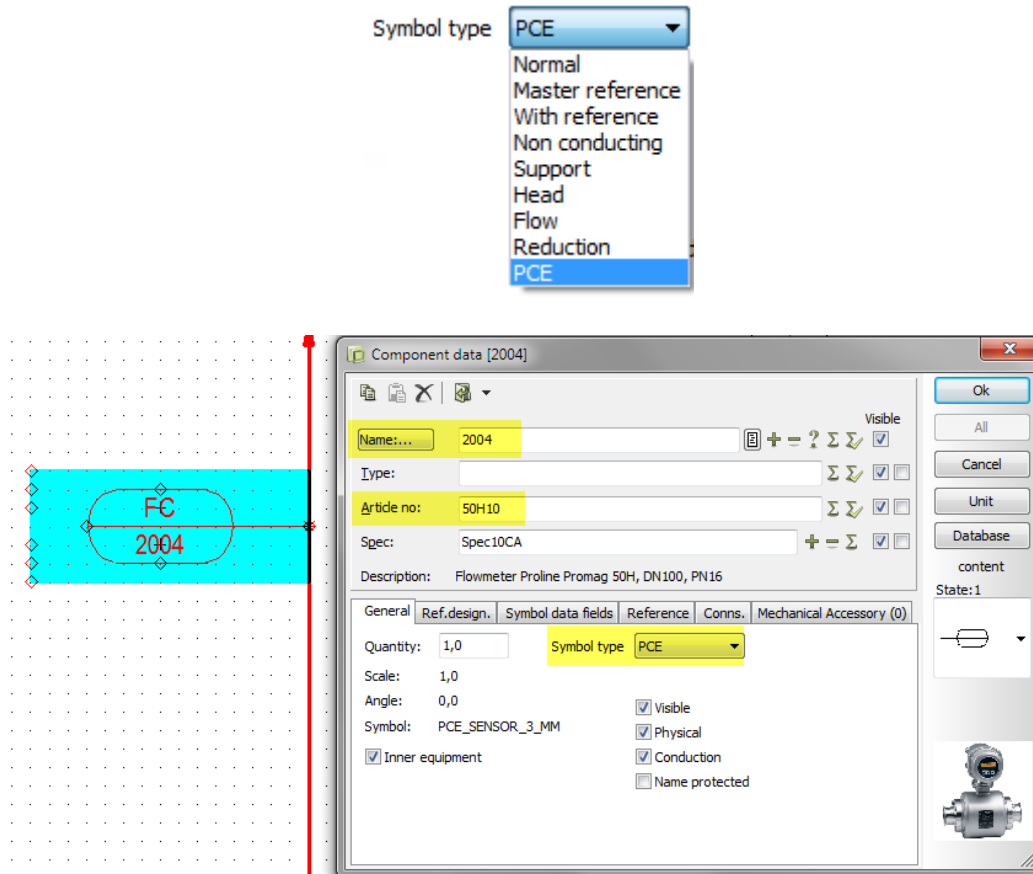 Symbol type PCE
Normal
Master reference
With reference
Non conducting
Support
Head
Flow
Reduction
PCE
FC
2004
Component data [2004]
Visible
Name:... 2004
Type:
Article no: 50H10
Spec: Spec10CA
Description: Flowmeter Proline Promag 50H, DN100, PN16
General Ref.design. Symbol data fields Reference Conns. Mechanical Accessory (0)
Quantity: 1,0 Symbol type PCE
Scale: 1,0
Angle: 0,0 Visible
Symbol: PCE_SENSOR_3_MM Physical
Inner equipment Conduction
Name protected
Ok
All
Cancel
Unit
Database
content
State:1